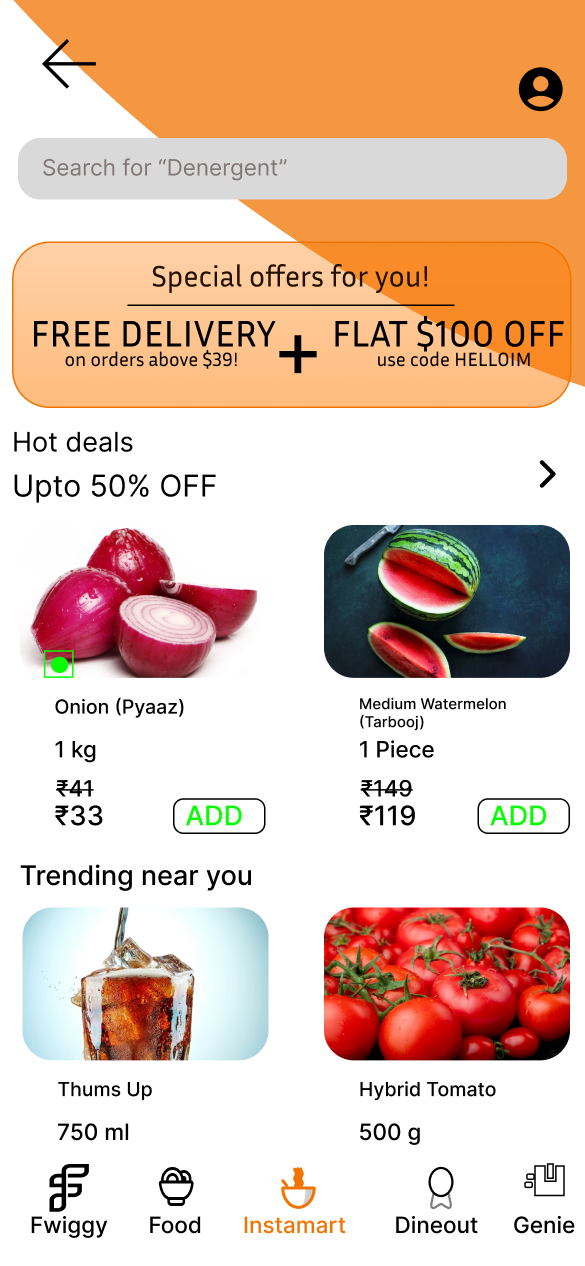 Search for “Denergent”
Special offers for you!
FREE DELIVERY
on orders above $39!
+
FLAT $100 OFF
use code HELLOIM
Hot deals
Upto 50% OFF
Onion (Pyaaz)
1 kg
₹41
₹33
ADD
Medium Watermelon
(Tarbooj)
1 Piece
₹149
₹119
ADD
Trending near you
Thums Up
750 ml
Hybrid Tomato
500 g
Fwiggy
Food
Instamart
Dineout
Genie